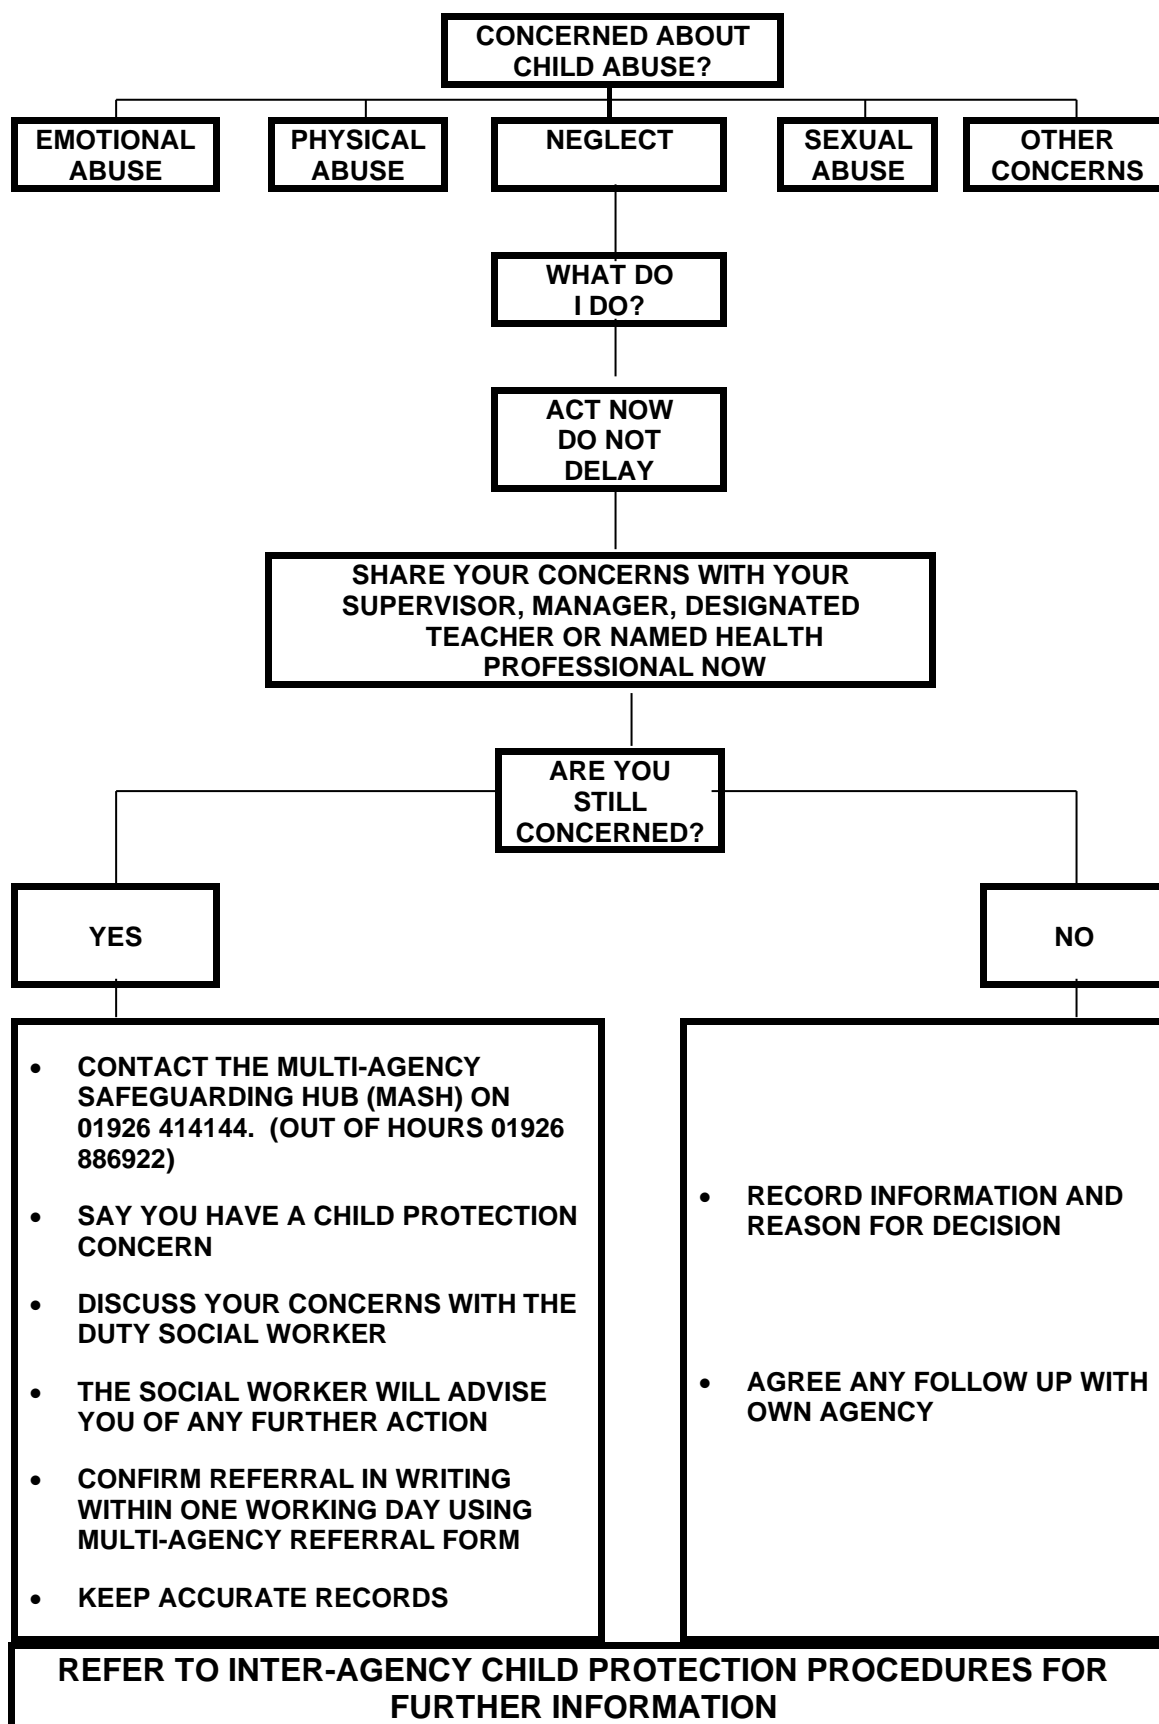 CONCERNED ABOUT
CHILD ABUSE?
EMOTIONAL
ABUSE
PHYSICAL
ABUSE
NEGLECT
SEXUAL
ABUSE
OTHER
CONCERNS
WHAT DO
I DO?
ACT NOW
DO NOT
DELAY
SHARE YOUR CONCERNS WITH YOUR
SUPERVISOR, MANAGER, DESIGNATED
TEACHER OR NAMED HEALTH
PROFESSIONAL NOW
ARE YOU
STILL
CONCERNED?
YES
NO
• CONTACT THE MULTI-AGENCY
SAFEGUARDING HUB (MASH) ON
01926 414144. (OUT OF HOURS 01926
886922)
• SAY YOU HAVE A CHILD PROTECTION
CONCERN
• DISCUSS YOUR CONCERNS WITH THE
DUTY SOCIAL WORKER
• THE SOCIAL WORKER WILL ADVISE
YOU OF ANY FURTHER ACTION
• CONFIRM REFERRAL IN WRITING
WITHIN ONE WORKING DAY USING
MULTI-AGENCY REFERRAL FORM
• KEEP ACCURATE RECORDS
• RECORD INFORMATION AND
REASON FOR DECISION
• AGREE ANY FOLLOW UP WITH
OWN AGENCY
REFER TO INTER-AGENCY CHILD PROTECTION PROCEDURES FOR
FURTHER INFORMATION